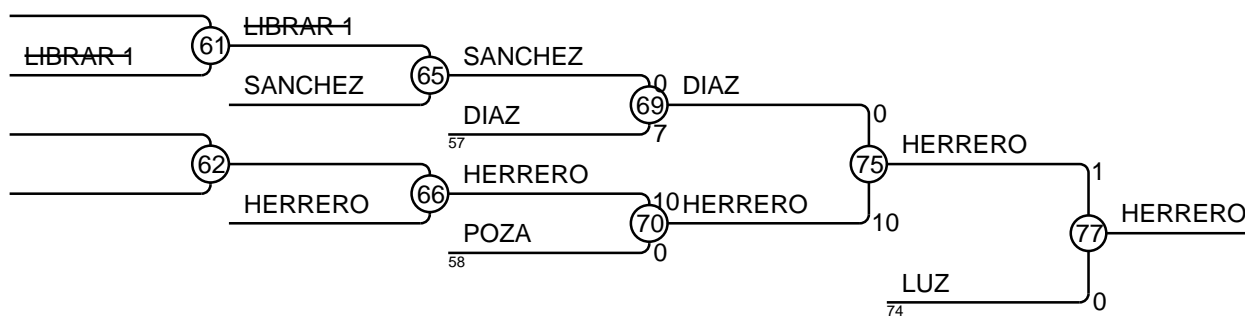 LIBRAR 1
61
LIBRAR 1
SANCHEZ
65
SANCHEZ
DIAZ
57
0
69
7
DIAZ
62
HERRERO
66
HERRERO
POZA
58
10
70
0
HERRERO
0
75
10
HERRERO
LUZ
74
1
77
0
HERRERO